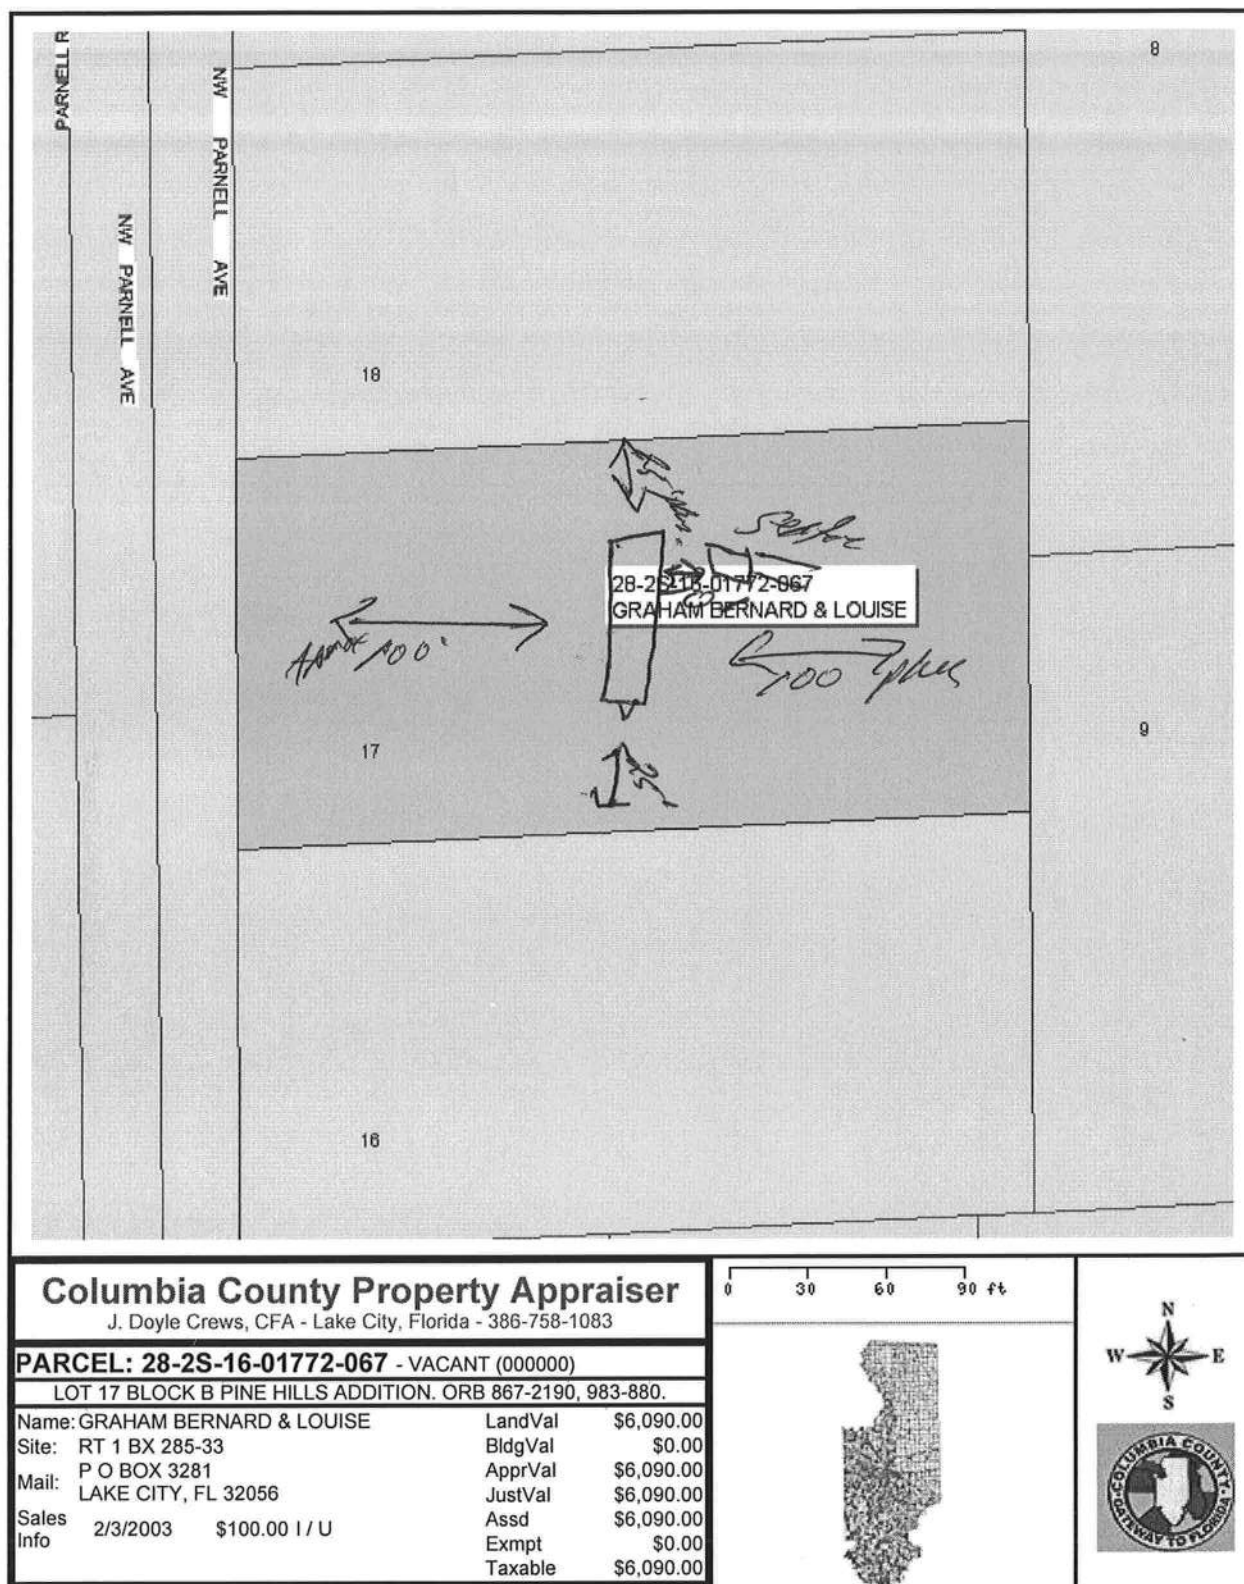 PARNELL R
NW PARNELL AVE
NW PARNELL AVE
8
18
28-2S-16-01772-067
GRAHAM BERNARD & LOUISE
100'
100 plus
17
9
16
Columbia County Property Appraiser
J. Doyle Crews, CFA - Lake City, Florida - 386-758-1083
PARCEL: 28-2S-16-01772-067 - VACANT (000000)
LOT 17 BLOCK B PINE HILLS ADDITION. ORB 867-2190, 983-880.
Name: GRAHAM BERNARD & LOUISE
Site: RT 1 BX 285-33
Mail: P O BOX 3281
LAKE CITY, FL 32056
Sales Info 2/3/2003 $100.00 I / U
LandVal $6,090.00
BldgVal $0.00
ApprVal $6,090.00
JustVal $6,090.00
Assd $6,090.00
Exmpt $0.00
Taxable $6,090.00
0 30 60 90 ft
N
W E
S
COLUMBIA COUNTY
GATEWAY TO FLORIDA